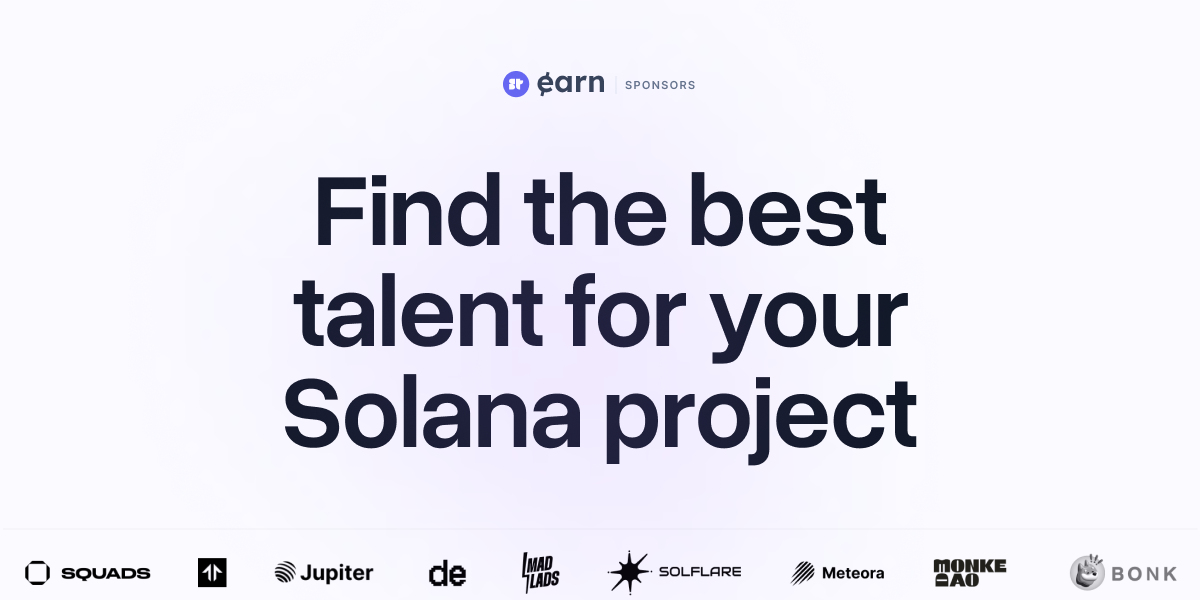 earn SPONSORS
Find the best
talent for your
Solana project
SQUADS Jupiter de MAD LADS SOLFLARE Meteora MONKE DAO BONK